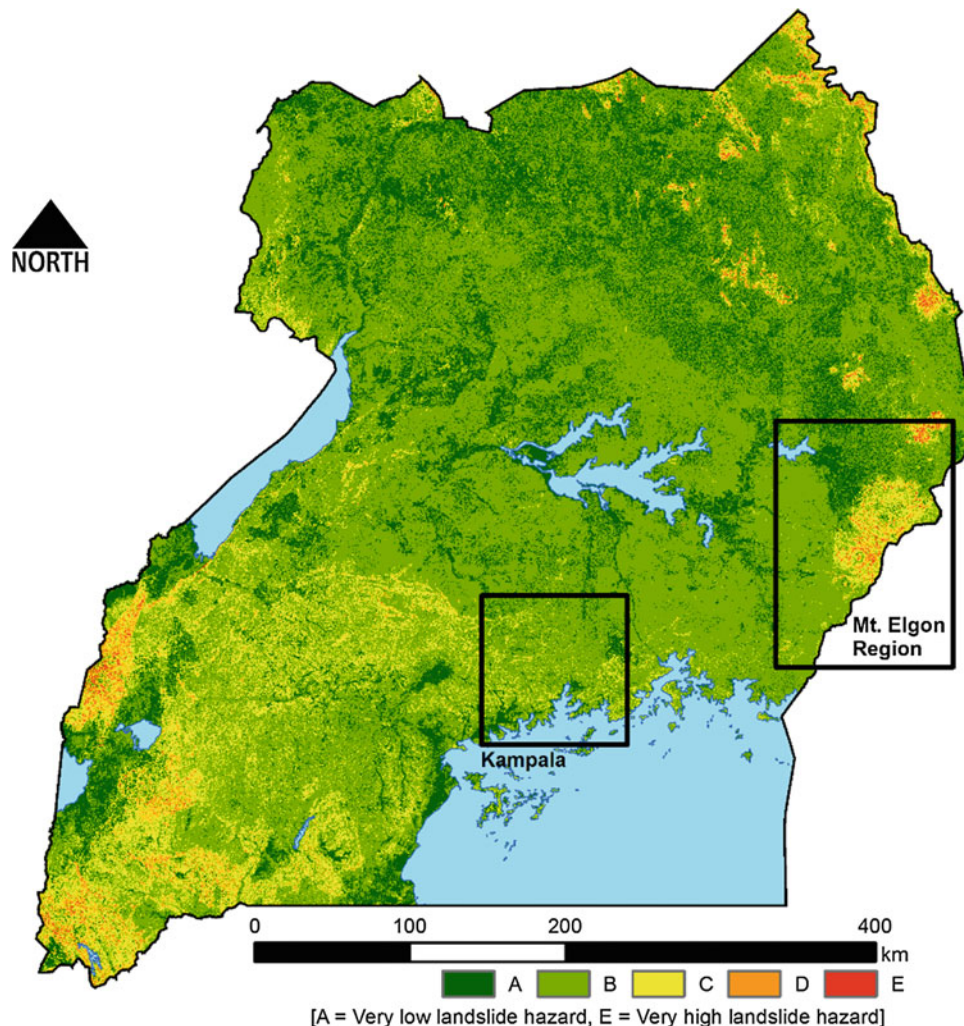 NORTH
Mt. Elgon
Region
Kampala
0 100 200 400
km
A B C D E
[A = Very low landslide hazard, E = Very high landslide hazard]